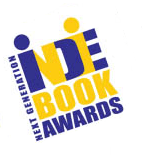 NEXT GENERATION
iNDiE
BOOK
AWARDS